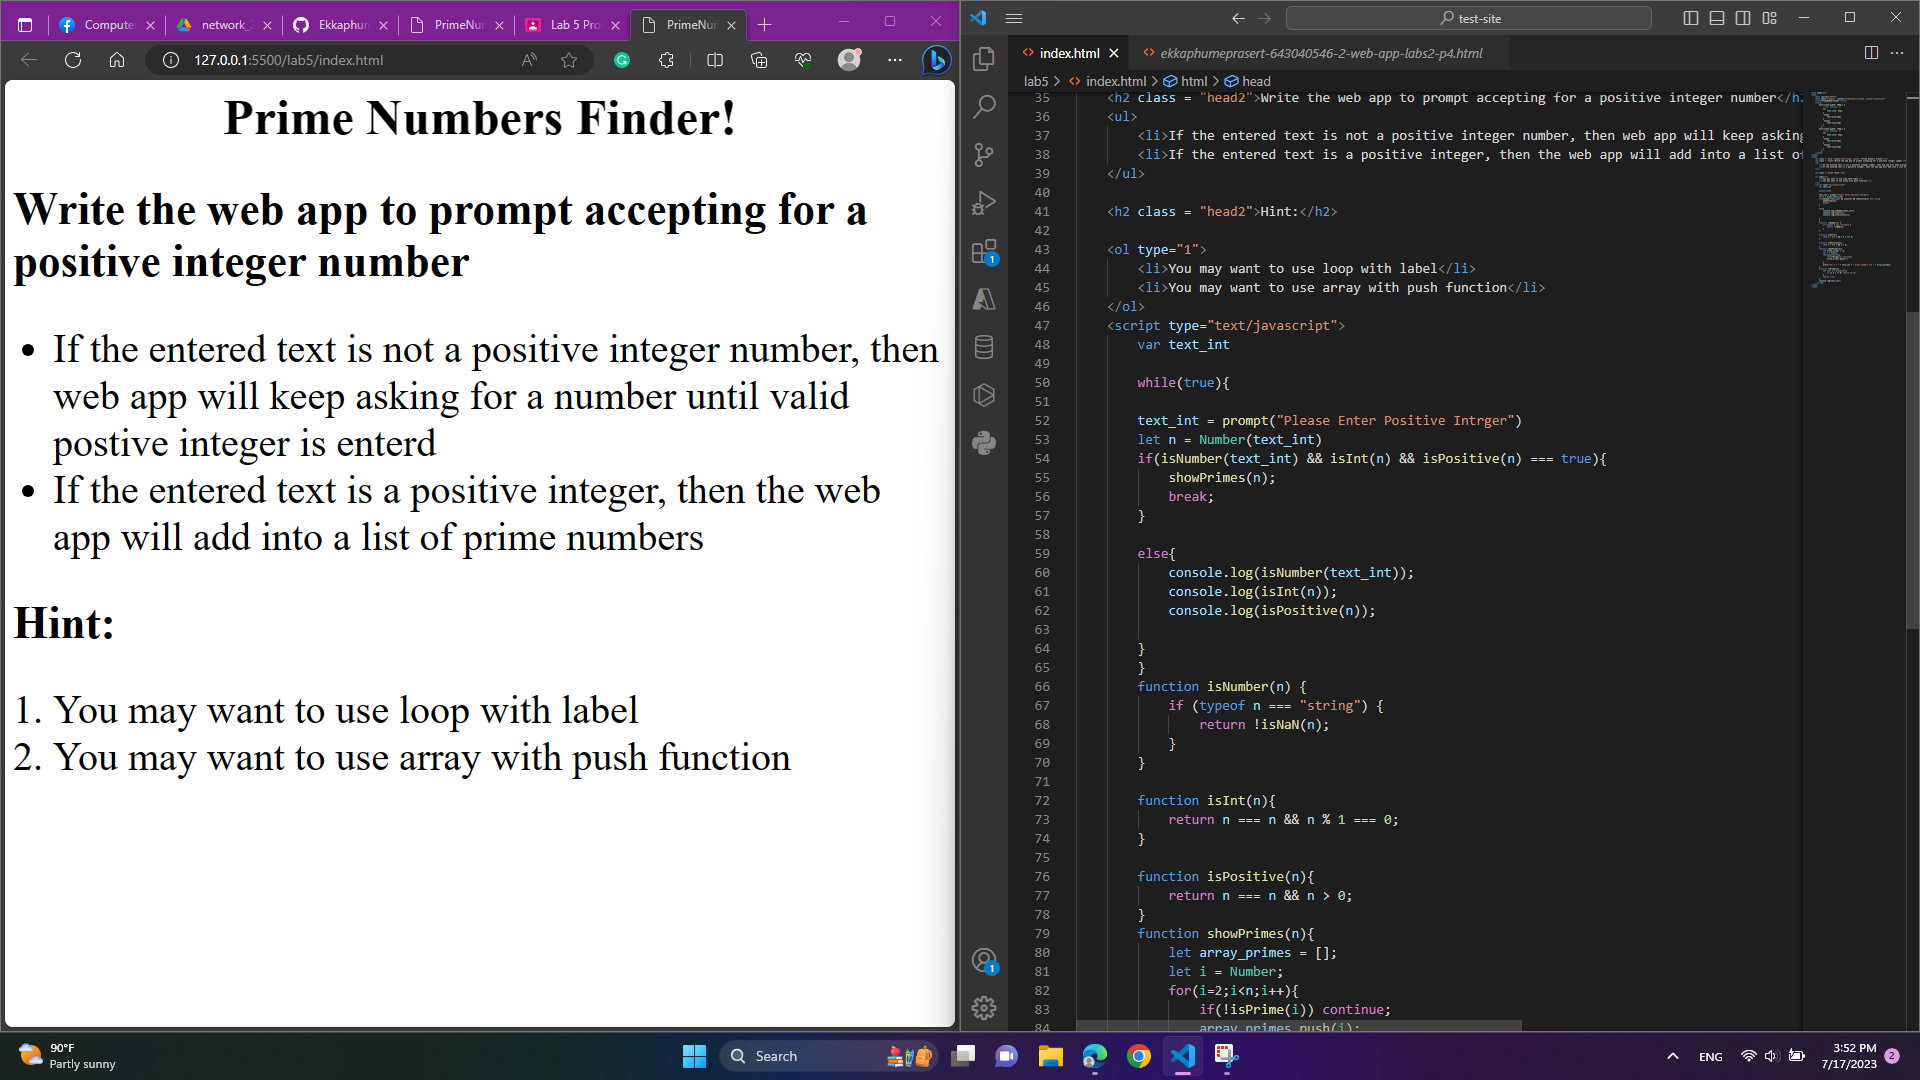 Compute
network_
Ekkaphum
PrimeNu
Lab 5 Pro
PrimeNu
127.0.0.1:5500/lab5/index.html
Prime Numbers Finder!
Write the web app to prompt accepting for a
positive integer number
If the entered text is not a positive integer number, then
web app will keep asking for a number until valid
postive integer is enterd
If the entered text is a positive integer, then the web
app will add into a list of prime numbers
Hint:
1. You may want to use loop with label
2. You may want to use array with push function
test-site
index.html
ekkaphumeprasert-643040546-2-web-app-labs2-p4.html
lab5 > index.html > html > head
35 <h2 class = "head2">Write the web app to prompt accepting for a positive integer number</h2
36 <ul>
37 <li>If the entered text is not a positive integer number, then web app will keep asking
38 <li>If the entered text is a positive integer, then the web app will add into a list of
39 </ul>
40
41 <h2 class = "head2">Hint:</h2>
42
43 <ol type="1">
44 <li>You may want to use loop with label</li>
45 <li>You may want to use array with push function</li>
46 </ol>
47 <script type="text/javascript">
48 var text_int
49
50 while(true){
51
52 text_int = prompt("Please Enter Positive Intrger")
53 let n = Number(text_int)
54 if(isNumber(text_int) && isInt(n) && isPositive(n) === true){
55 showPrimes(n);
56 break;
57 }
58
59 else{
60 console.log(isNumber(text_int));
61 console.log(isInt(n));
62 console.log(isPositive(n));
63
64 }
65 }
66 function isNumber(n) {
67 if (typeof n === "string") {
68 return !isNaN(n);
69 }
70 }
71
72 function isInt(n){
73 return n === n && n % 1 === 0;
74 }
75
76 function isPositive(n){
77 return n === n && n > 0;
78 }
79 function showPrimes(n){
80 let array_primes = [];
81 let i = Number;
82 for(i=2;i<n;i++){
83 if(!isPrime(i)) continue;
84 array_primes.push(i);
1
1
90°F
Partly sunny
Search
ENG
3:52 PM
7/17/2023
2